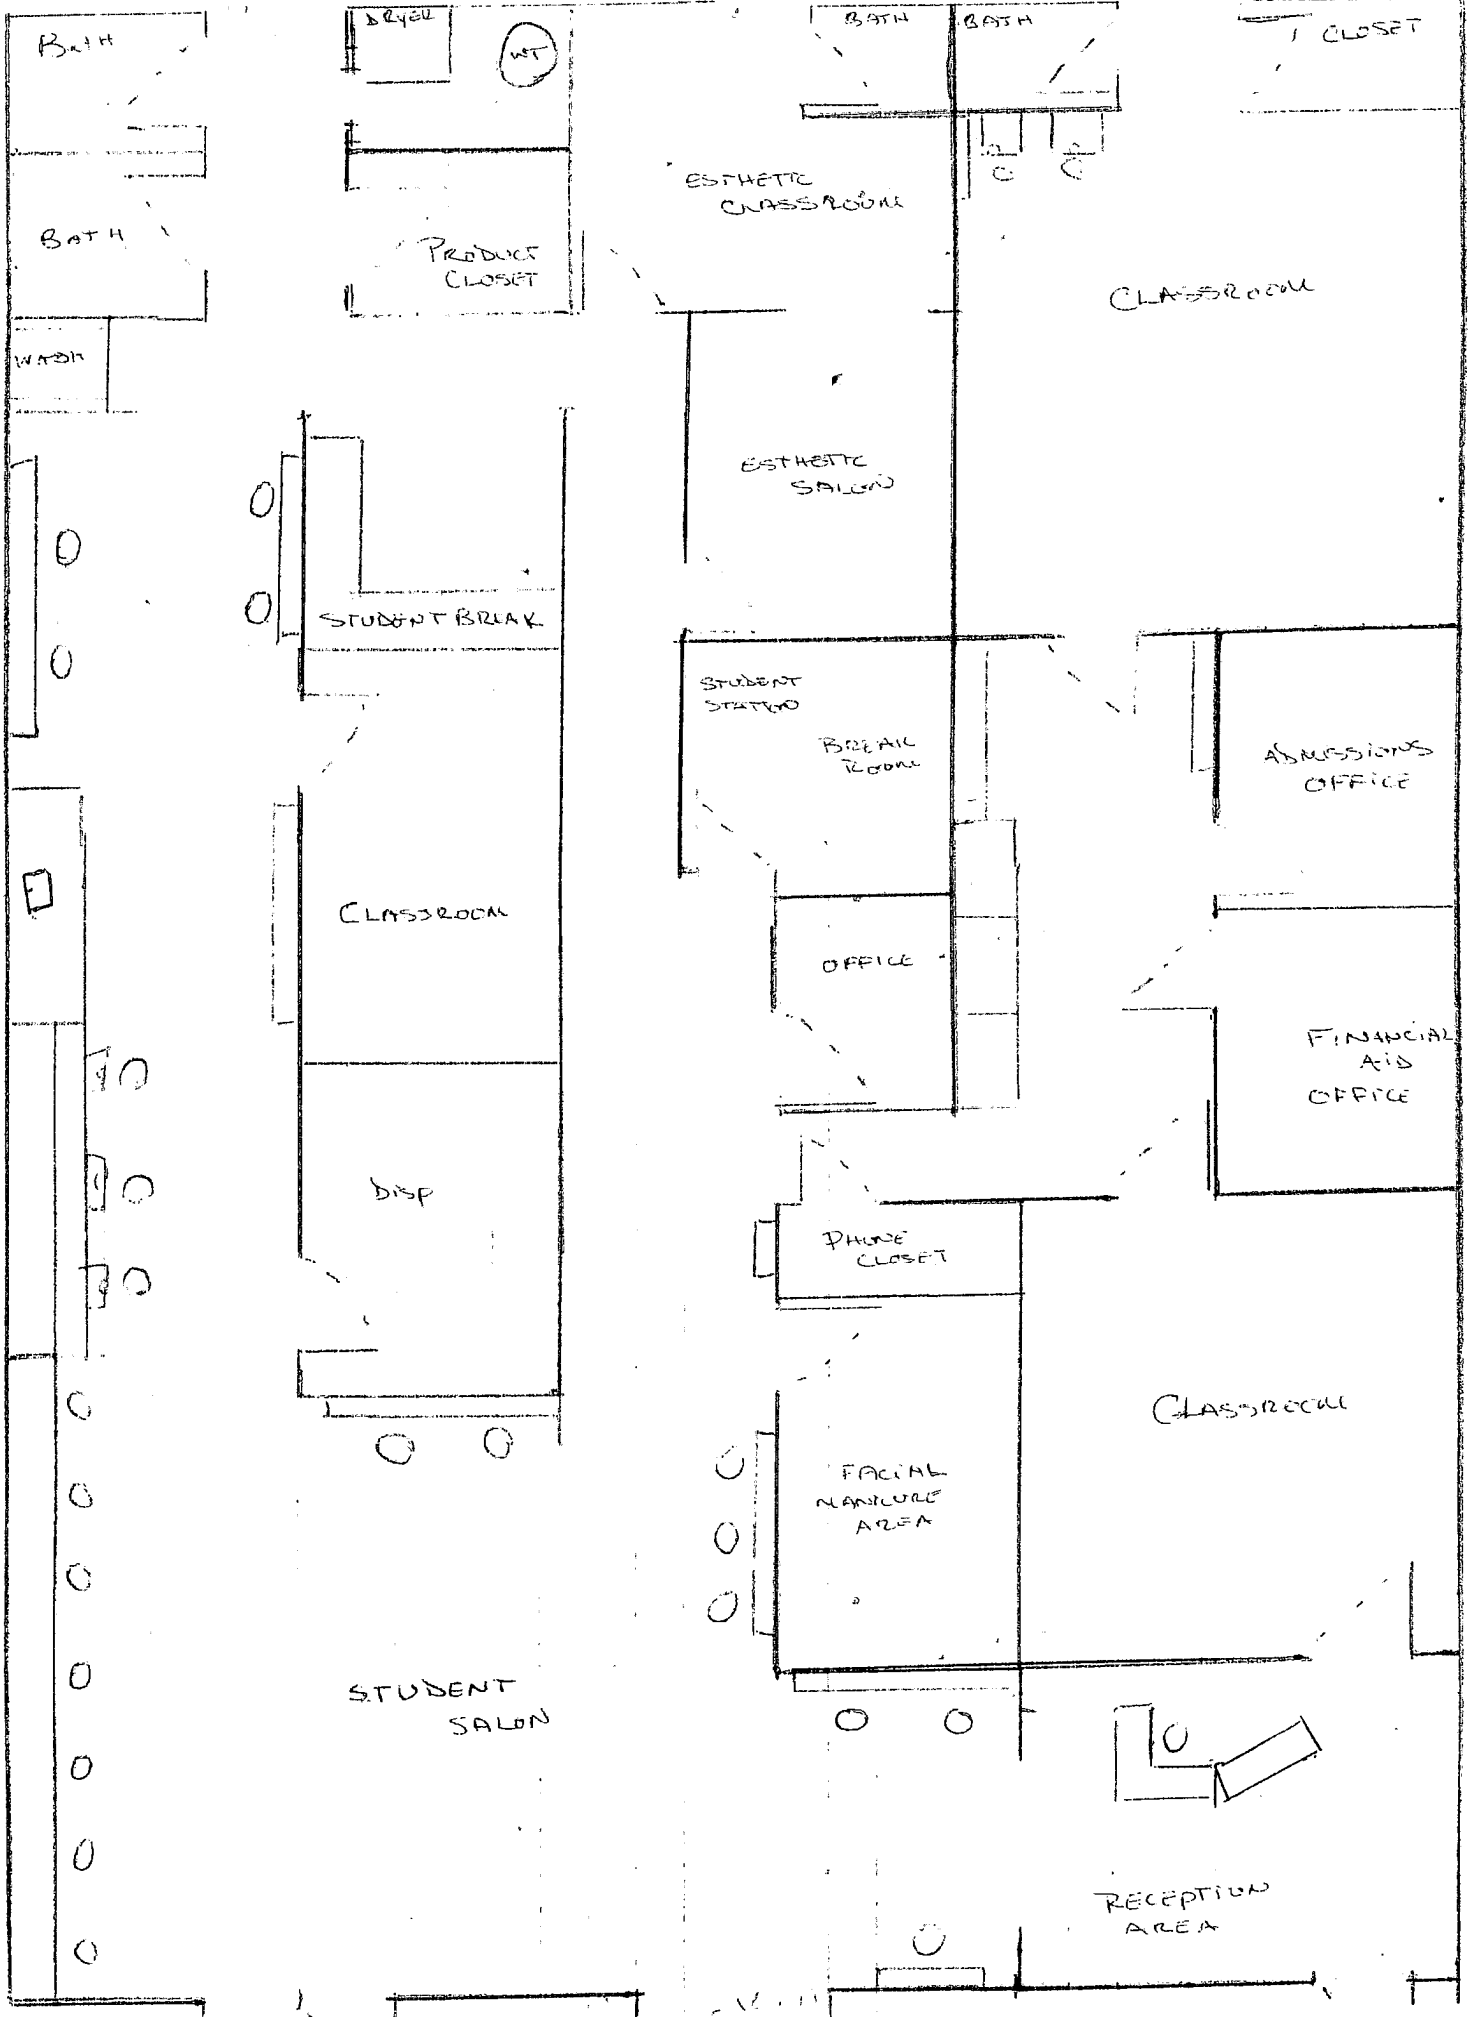 BATH
DRYER
WT
BATH
BATH
CLOSET
BATH
PRODUCT
CLOSET
ESTHETIC
CLASSROOM
CLASSROOM
WASH
ESTHETIC
SALON
STUDENT BREAK
STUDENT
STATION
BREAK
ROOM
ADMISSIONS
OFFICE
CLASSROOM
OFFICE
FINANCIAL
AID
OFFICE
DISP
PHONE
CLOSET
CLASSROOM
FACIAL
MANICURE
AREA
STUDENT
SALON
RECEPTION
AREA